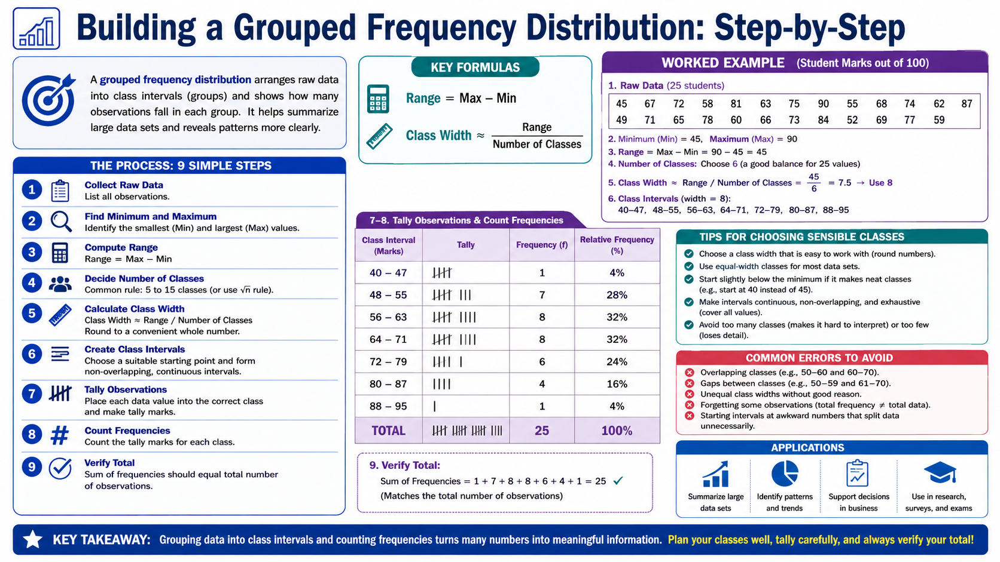 Building a Grouped Frequency Distribution: Step-by-Step
A grouped frequency distribution arranges raw data
into class intervals (groups) and shows how many
observations fall in each group. It helps summarize
large data sets and reveals patterns more clearly.
THE PROCESS: 9 SIMPLE STEPS
1 Collect Raw Data
List all observations.
2 Find Minimum and Maximum
Identify the smallest (Min) and largest (Max) values.
3 Compute Range
Range = Max – Min
4 Decide Number of Classes
Common rule: 5 to 15 classes (or use √n rule).
5 Calculate Class Width
Class Width ≈ Range / Number of Classes
Round to a convenient whole number.
6 Create Class Intervals
Choose a suitable starting point and form
non-overlapping, continuous intervals.
7 Tally Observations
Place each data value into the correct class
and make tally marks.
8 # Count Frequencies
Count the tally marks for each class.
9 Verify Total
Sum of frequencies should equal total number
of observations.
KEY FORMULAS
Range = Max – Min
Class Width ≈ Range / Number of Classes
WORKED EXAMPLE (Student Marks out of 100)
1. Raw Data (25 students)
45 67 72 58 81 63 75 90 55 68 74 62 87
49 71 65 78 60 66 73 84 52 69 77 59
2. Minimum (Min) = 45, Maximum (Max) = 90
3. Range = Max – Min = 90 – 45 = 45
4. Number of Classes: Choose 6 (a good balance for 25 values)
5. Class Width ≈ Range / Number of Classes = 45/6 = 7.5 → Use 8
6. Class Intervals (width = 8):
40–47, 48–55, 56–63, 64–71, 72–79, 80–87, 88–95
7–8. Tally Observations & Count Frequencies
Class Interval (Marks) Tally Frequency (f) Relative Frequency (%)
40 – 47 1 4%
48 – 55 7 28%
56 – 63 8 32%
64 – 71 8 32%
72 – 79 6 24%
80 – 87 4 16%
88 – 95 1 4%
TOTAL 25 100%
9. Verify Total:
Sum of Frequencies = 1 + 7 + 8 + 8 + 6 + 4 + 1 = 25 ✓
(Matches the total number of observations)
TIPS FOR CHOOSING SENSIBLE CLASSES
Choose a class width that is easy to work with (round numbers).
Use equal-width classes for most data sets.
Start slightly below the minimum if it makes neat classes
(e.g., start at 40 instead of 45).
Make intervals continuous, non-overlapping, and exhaustive
(cover all values).
Avoid too many classes (makes it hard to interpret) or too few
(loses detail).
COMMON ERRORS TO AVOID
Overlapping classes (e.g., 50–60 and 60–70).
Gaps between classes (e.g., 50–59 and 61–70).
Unequal class widths without good reason.
Forgetting some observations (total frequency ≠ total data).
Starting intervals at awkward numbers that split data
unnecessarily.
APPLICATIONS
Summarize large
data sets
Identify patterns
and trends
Support decisions
in business
Use in research,
surveys, and exams
KEY TAKEAWAY: Grouping data into class intervals and counting frequencies turns many numbers into meaningful information. Plan your classes well, tally carefully, and always verify your total!